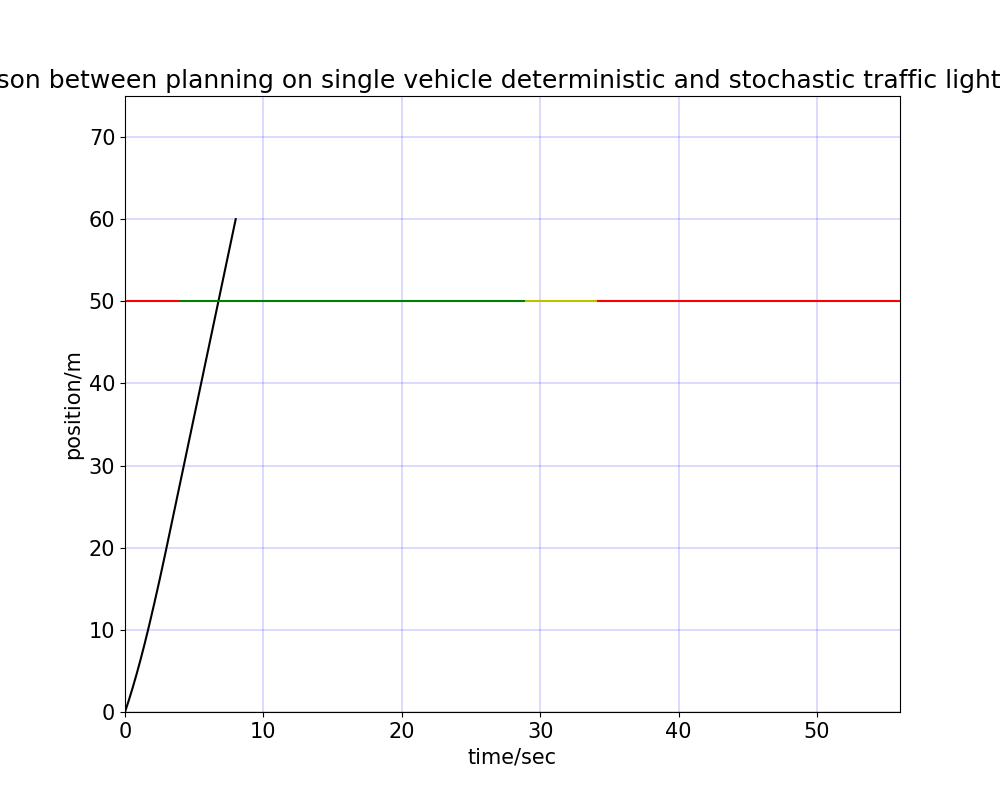 son between planning on single vehicle deterministic and stochastic traffic light
70
60
50
40
30
20
10
0
position/m
0 10 20 30 40 50
time/sec